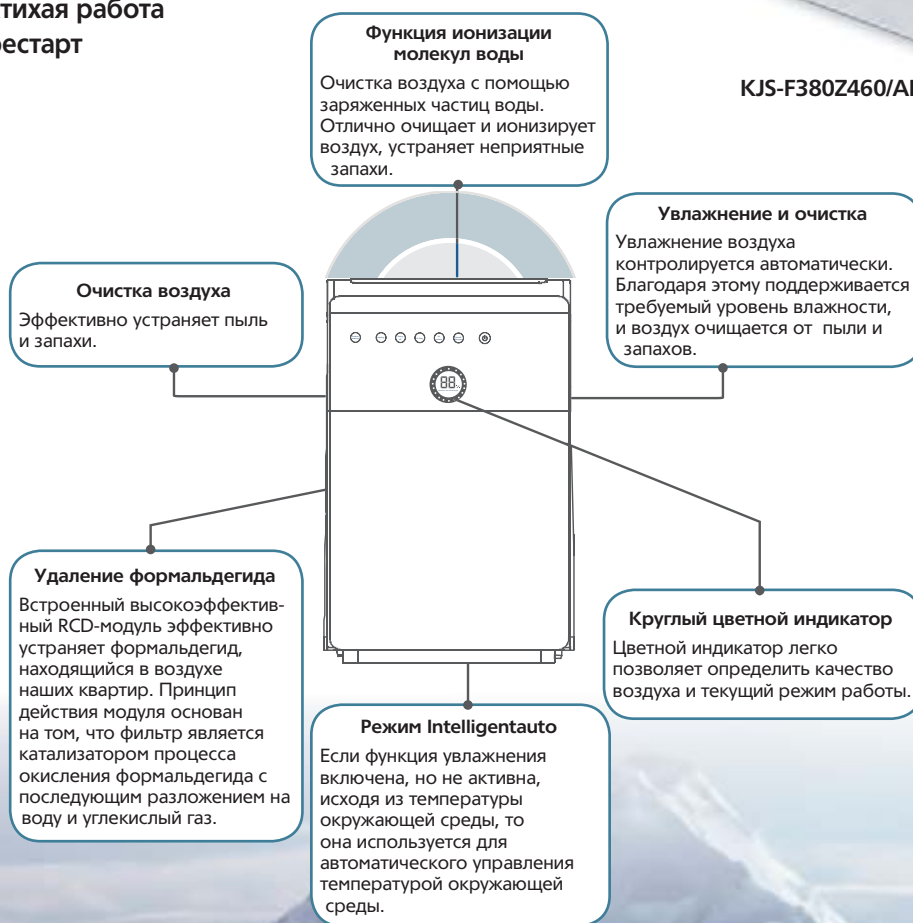 тихая работа
рестарт
KJS-F380Z460/A
Функция ионизации
молекул воды
Очистка воздуха с помощью
заряженных частиц воды.
Отлично очищает и ионизирует
воздух, устраняет неприятные
запахи.
Увлажнение и очистка
Увлажнение воздуха
контролируется автоматически.
Благодаря этому поддерживается
требуемый уровень влажности,
и воздух очищается от пыли и
запахов.
Очистка воздуха
Эффективно устраняет пыль
и запахи.
88
Удаление формальдегида
Встроенный высокоэффектив-
ный RCD-модуль эффективно
устраняет формальдегид,
находящийся в воздухе
наших квартир. Принцип
действия модуля основан
на том, что фильтр является
катализатором процесса
окисления формальдегида с
последующим разложением на
воду и углекислый газ.
Круглый цветной индикатор
Цветной индикатор легко
позволяет определить качество
воздуха и текущий режим работы.
Режим Intelligentauto
Если функция увлажнения
включена, но не активна,
исходя из температуры
окружающей среды, то
она используется для
автоматического управления
температурой окружающей
среды.